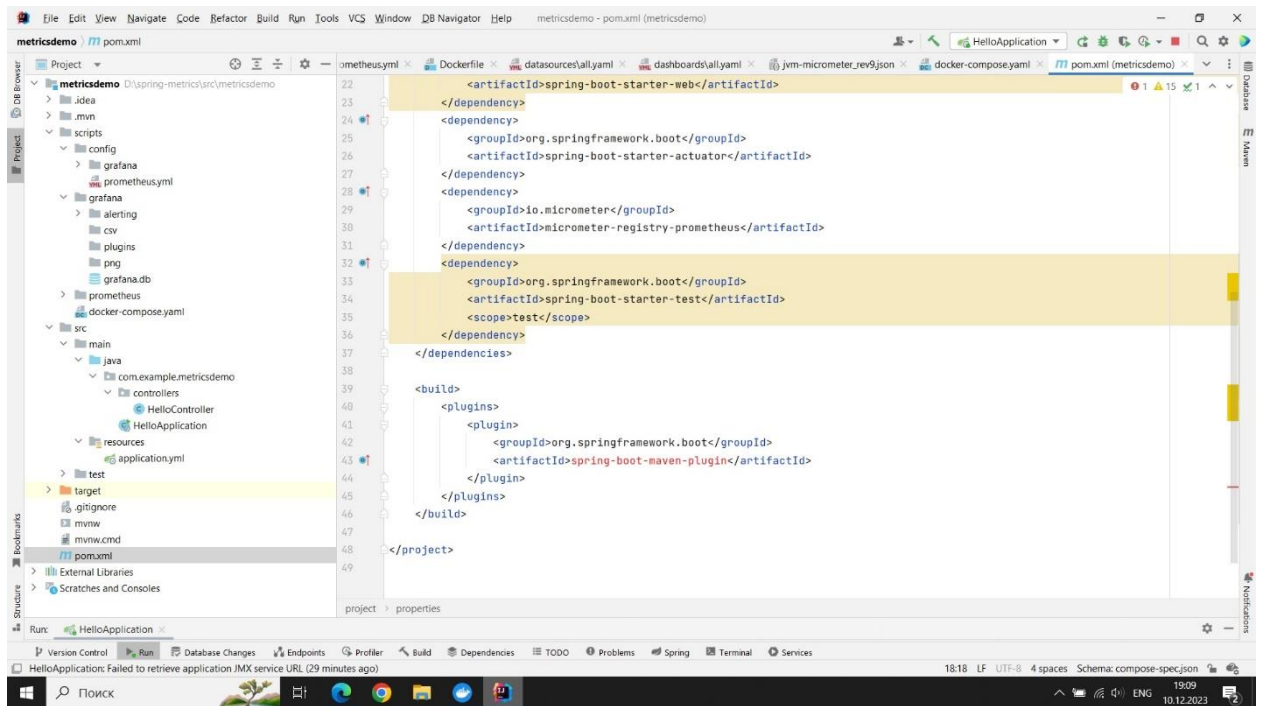 File Edit View Navigate Code Refactor Build Run Tools VCS Window DB Navigator Help metricsdemo - pom.xml (metricsdemo)
metricsdemo pom.xml HelloApplication
Project
ometheus.yml Dockerfile datasources\all.yaml dashboards\all.yaml jvm-micrometer_rev9.json docker-compose.yaml pom.xml (metricsdemo)
DB Browser
Project
Bookmarks
Structure
metricsdemo D:\spring-metrics\src\metricsdemo
.idea
.mvn
scripts
config
grafana
prometheus.yml
grafana
alerting
csv
plugins
png
grafana.db
prometheus
docker-compose.yaml
src
main
java
com.example.metricsdemo
controllers
HelloController
HelloApplication
resources
application.yml
test
target
.gitignore
mvnw
mvnw.cmd
pom.xml
External Libraries
Scratches and Consoles
22 <artifactId>spring-boot-starter-web</artifactId>
23 </dependency>
24 <dependency>
25 <groupId>org.springframework.boot</groupId>
26 <artifactId>spring-boot-starter-actuator</artifactId>
27 </dependency>
28 <dependency>
29 <groupId>io.micrometer</groupId>
30 <artifactId>micrometer-registry-prometheus</artifactId>
31 </dependency>
32 <dependency>
33 <groupId>org.springframework.boot</groupId>
34 <artifactId>spring-boot-starter-test</artifactId>
35 <scope>test</scope>
36 </dependency>
37 </dependencies>
38
39 <build>
40 <plugins>
41 <plugin>
42 <groupId>org.springframework.boot</groupId>
43 <artifactId>spring-boot-maven-plugin</artifactId>
44 </plugin>
45 </plugins>
46 </build>
47
48 </project>
49
1 15 1
Database
Maven
Notifications
project > properties
Run: HelloApplication
Version Control Run Database Changes Endpoints Profiler Build Dependencies TODO Problems Spring Terminal Services
HelloApplication: Failed to retrieve application JMX service URL (29 minutes ago) 18:18 LF UTF-8 4 spaces Schema: compose-spec.json
Поиск ENG 19:09
10.12.2023 2